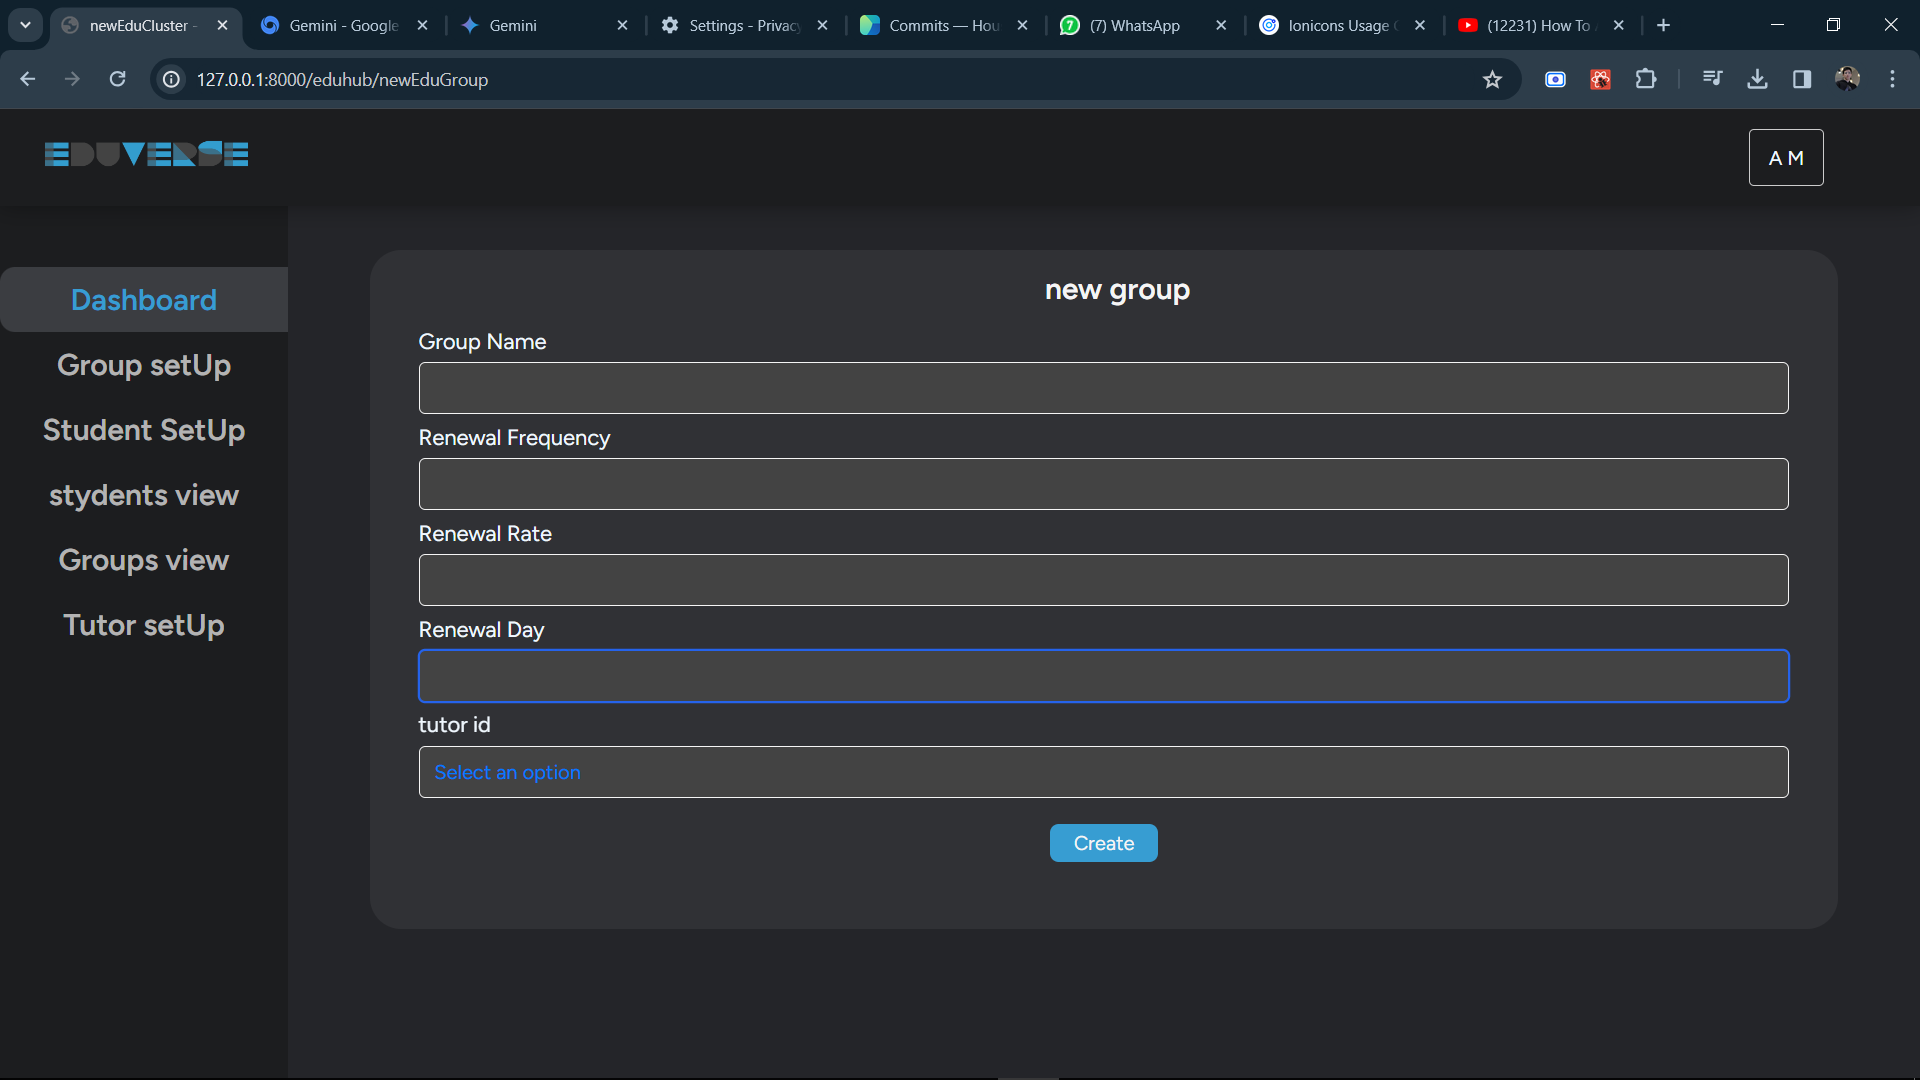 newEduCluster -
Gemini - Google
Gemini
Settings - Privac
Commits — Hou
(7) WhatsApp
Ionicons Usage
(12231) How To
127.0.0.1:8000/eduhub/newEduGroup
EDUVERSE
A M
Dashboard
Group setUp
Student SetUp
stydents view
Groups view
Tutor setUp
new group
Group Name
Renewal Frequency
Renewal Rate
Renewal Day
tutor id
Select an option
Create